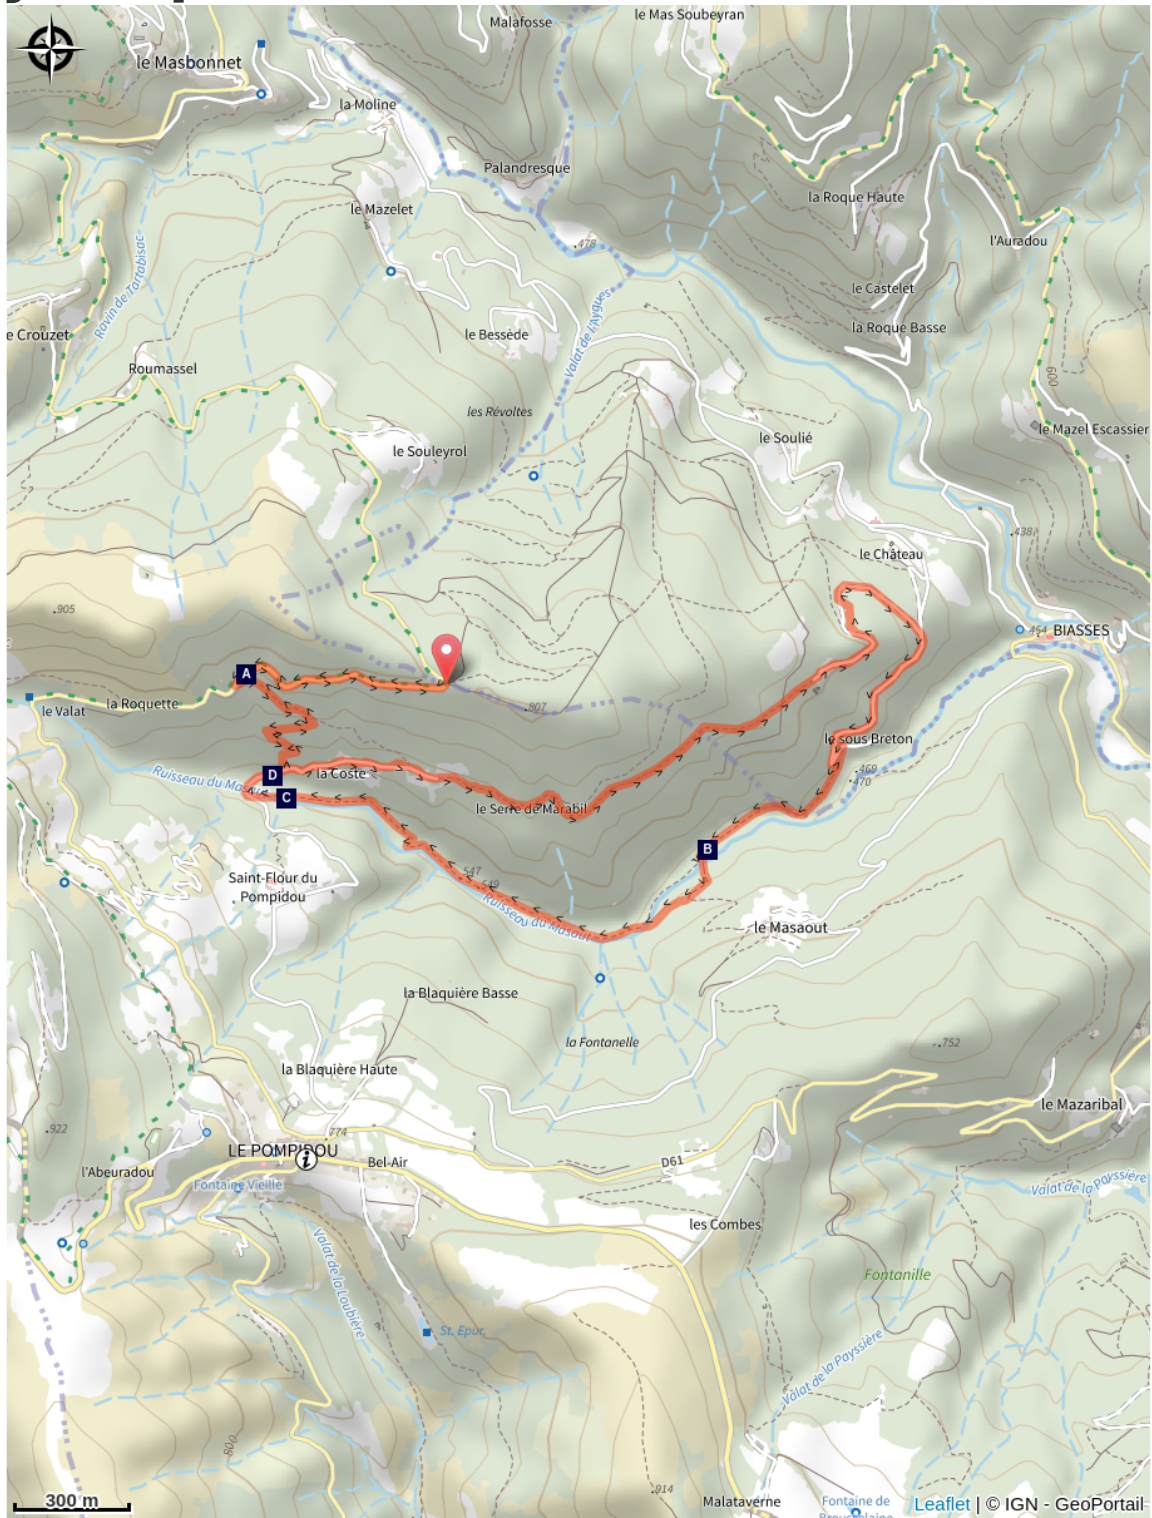 Malafosse
le Mas Soubeyran
le Masbonnet
la Moline
Palandresque
la Roque Haute
le Mazelet
l'Auradou
.478
Ravin de Tartabisac
le Castelet
Valat de l'Aygues
la Roque Basse
e Crouzet
le Bessède
Roumassel
600
les Révoltes
le Mazel Escassier
le Soulié
le Souleyrol
.438
le Château
.905
454
BIASSES
A
la Roquette
le Valat
.807
le sous Breton
D
la Coste
.469
.470
Ruisseau du Ma
C
le Serre de Marabil
B
547
549
Saint-Flour du
Pompidou
Ruisseau du Masaut
le Masaout
la Blaquière Basse
la Fontanelle
.752
la Blaquière Haute
le Mazaribal
.922
774
LE POMPIDOU
i
Bel-Air
D61
l'Abeuradou
Fontaine Vieille
Valat de la Payssière
les Combes
Valat de la Loubière
Fontanille
St. Epur.
Valat de la Payssière
800
.914
300 m
Malataverne
Fontaine de
Leaflet | © IGN - GeoPortail